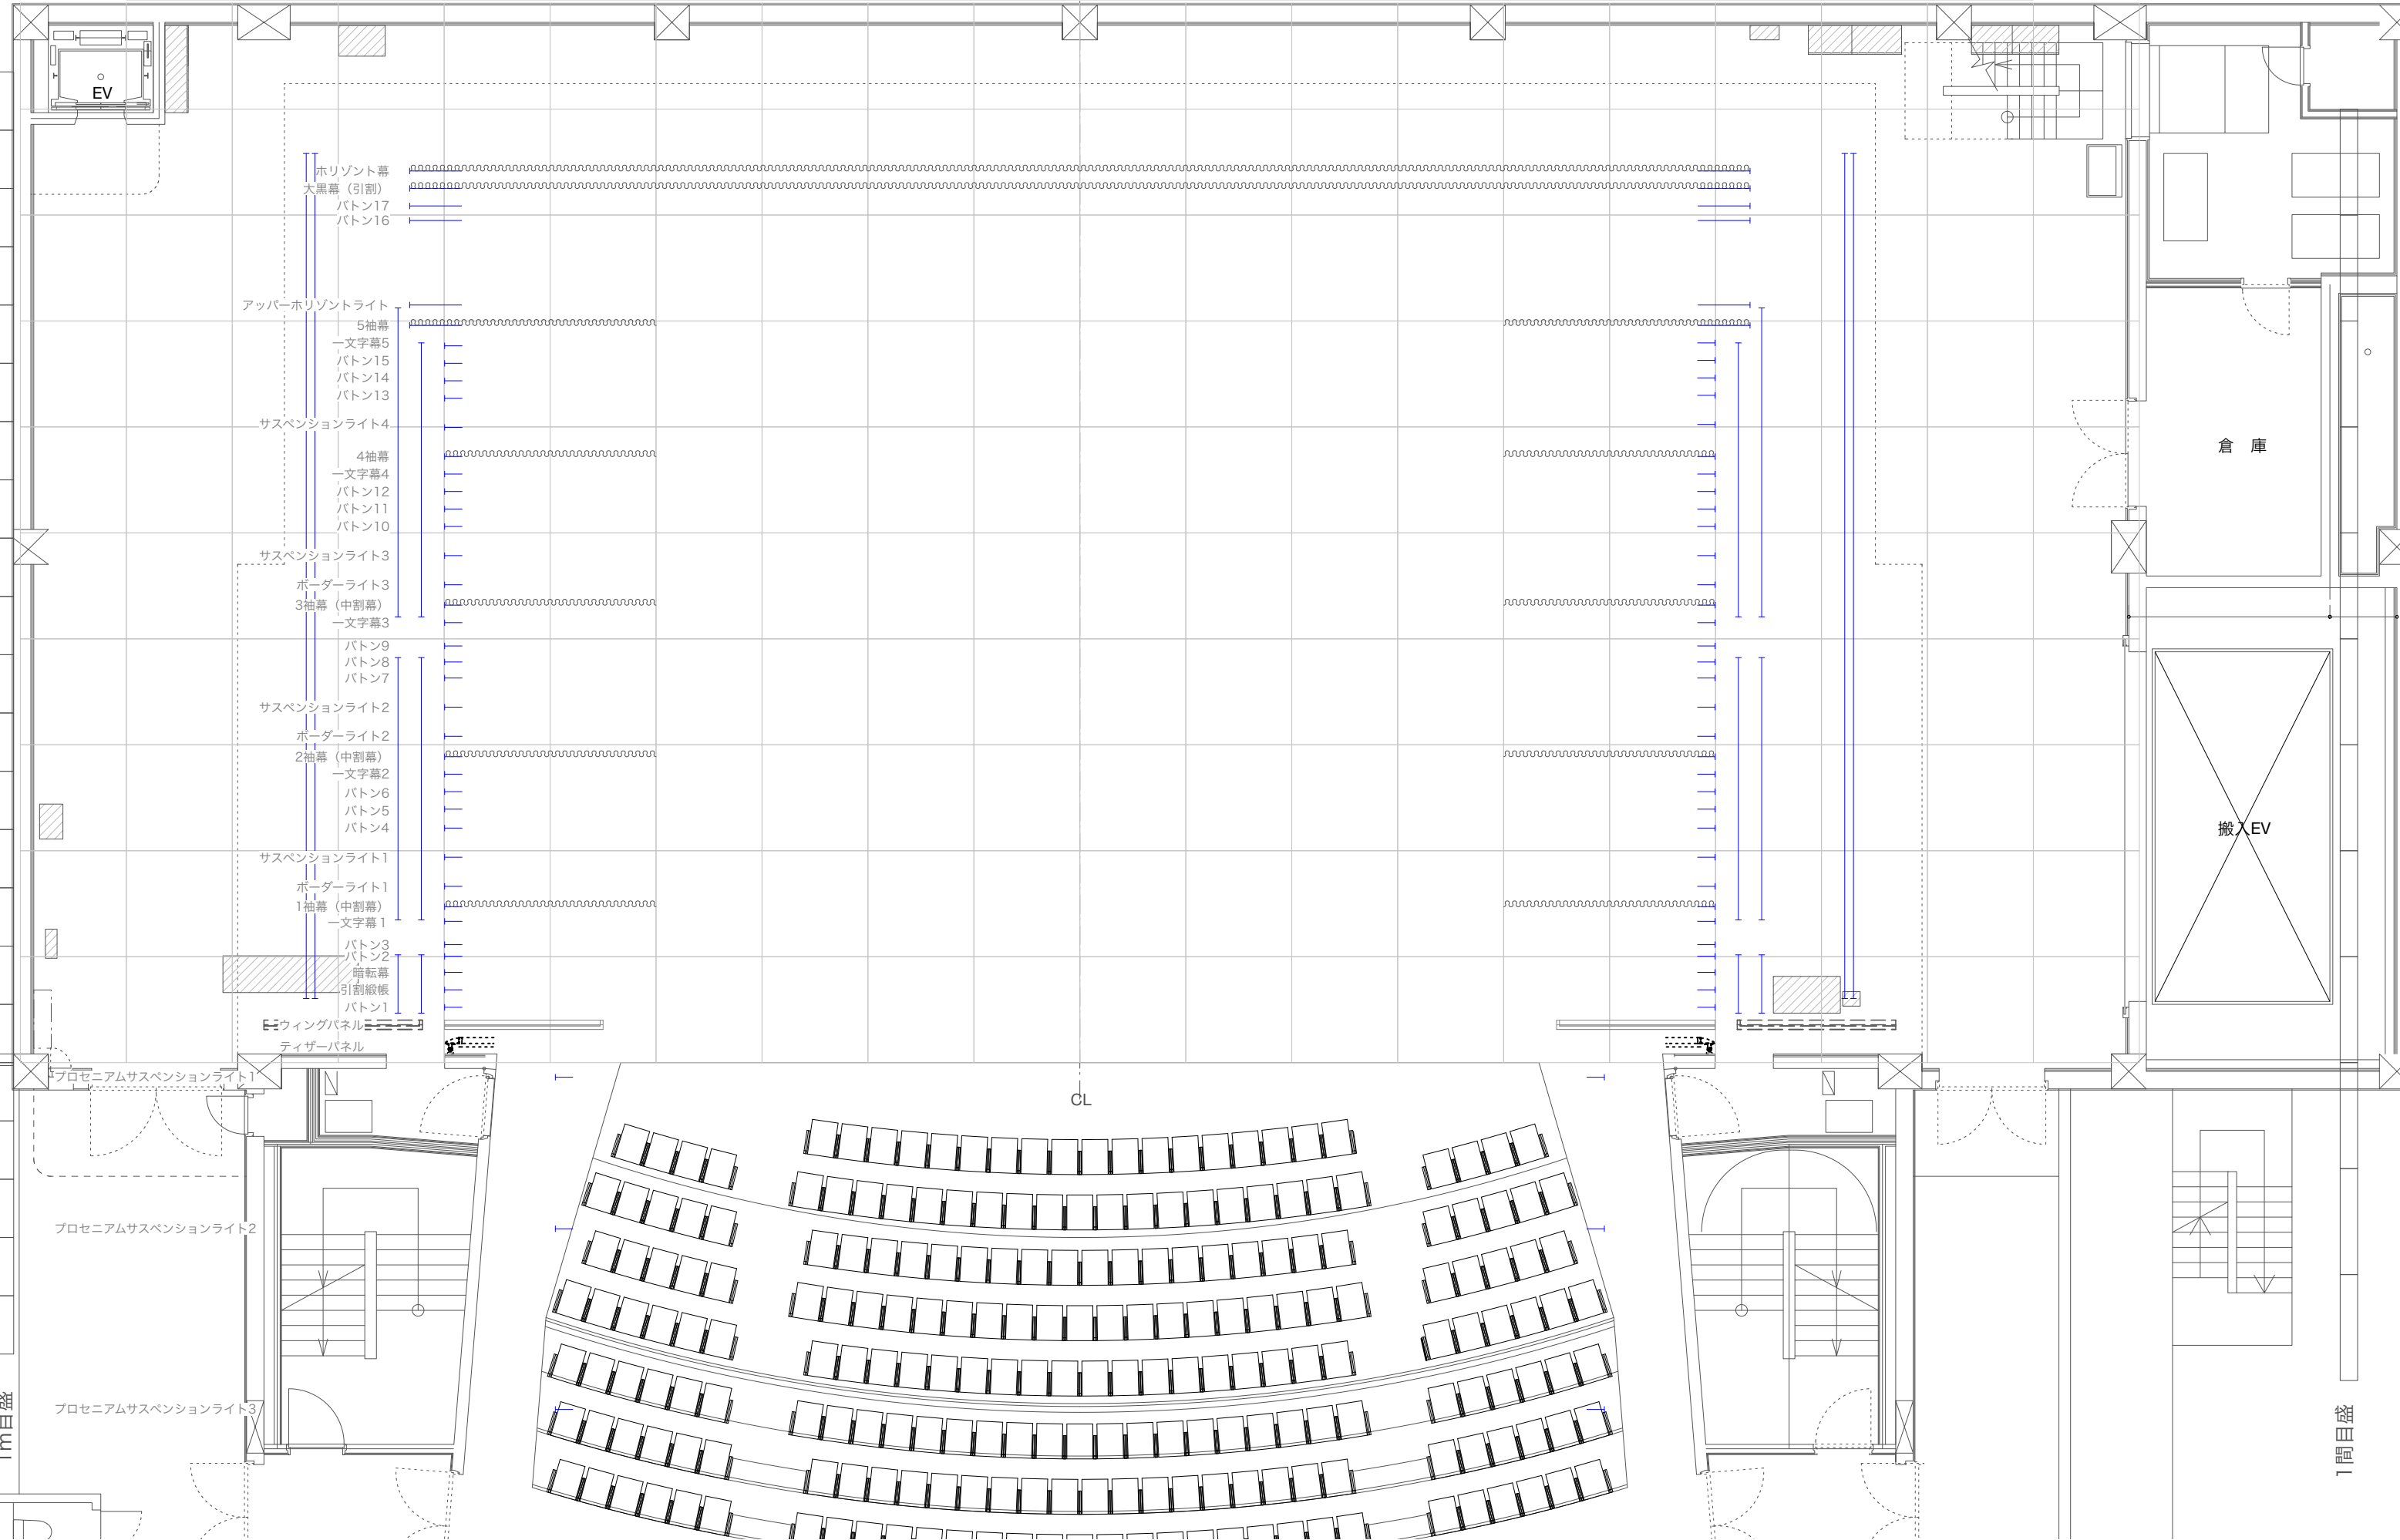 EV
ホリゾント幕
大黒幕（引割）
バトン17
バトン16
アッパーホリゾントライト
5袖幕
一文字幕5
バトン15
バトン14
バトン13
サスペンションライト4
4袖幕
一文字幕4
バトン12
バトン11
バトン10
サスペンションライト3
ボーダーライト3
3袖幕（中割幕）
一文字幕3
バトン9
バトン8
バトン7
サスペンションライト2
ボーダーライト2
2袖幕（中割幕）
一文字幕2
バトン6
バトン5
バトン4
サスペンションライト1
ボーダーライト1
1袖幕（中割幕）
一文字幕１
バトン3
バトン2
暗転幕
引割緞帳
バトン1
ウィングパネル
ティザーパネル
プロセニアムサスペンションライト1
プロセニアムサスペンションライト2
プロセニアムサスペンションライト3
CL
倉　庫
搬入EV
1m目盛
1間目盛